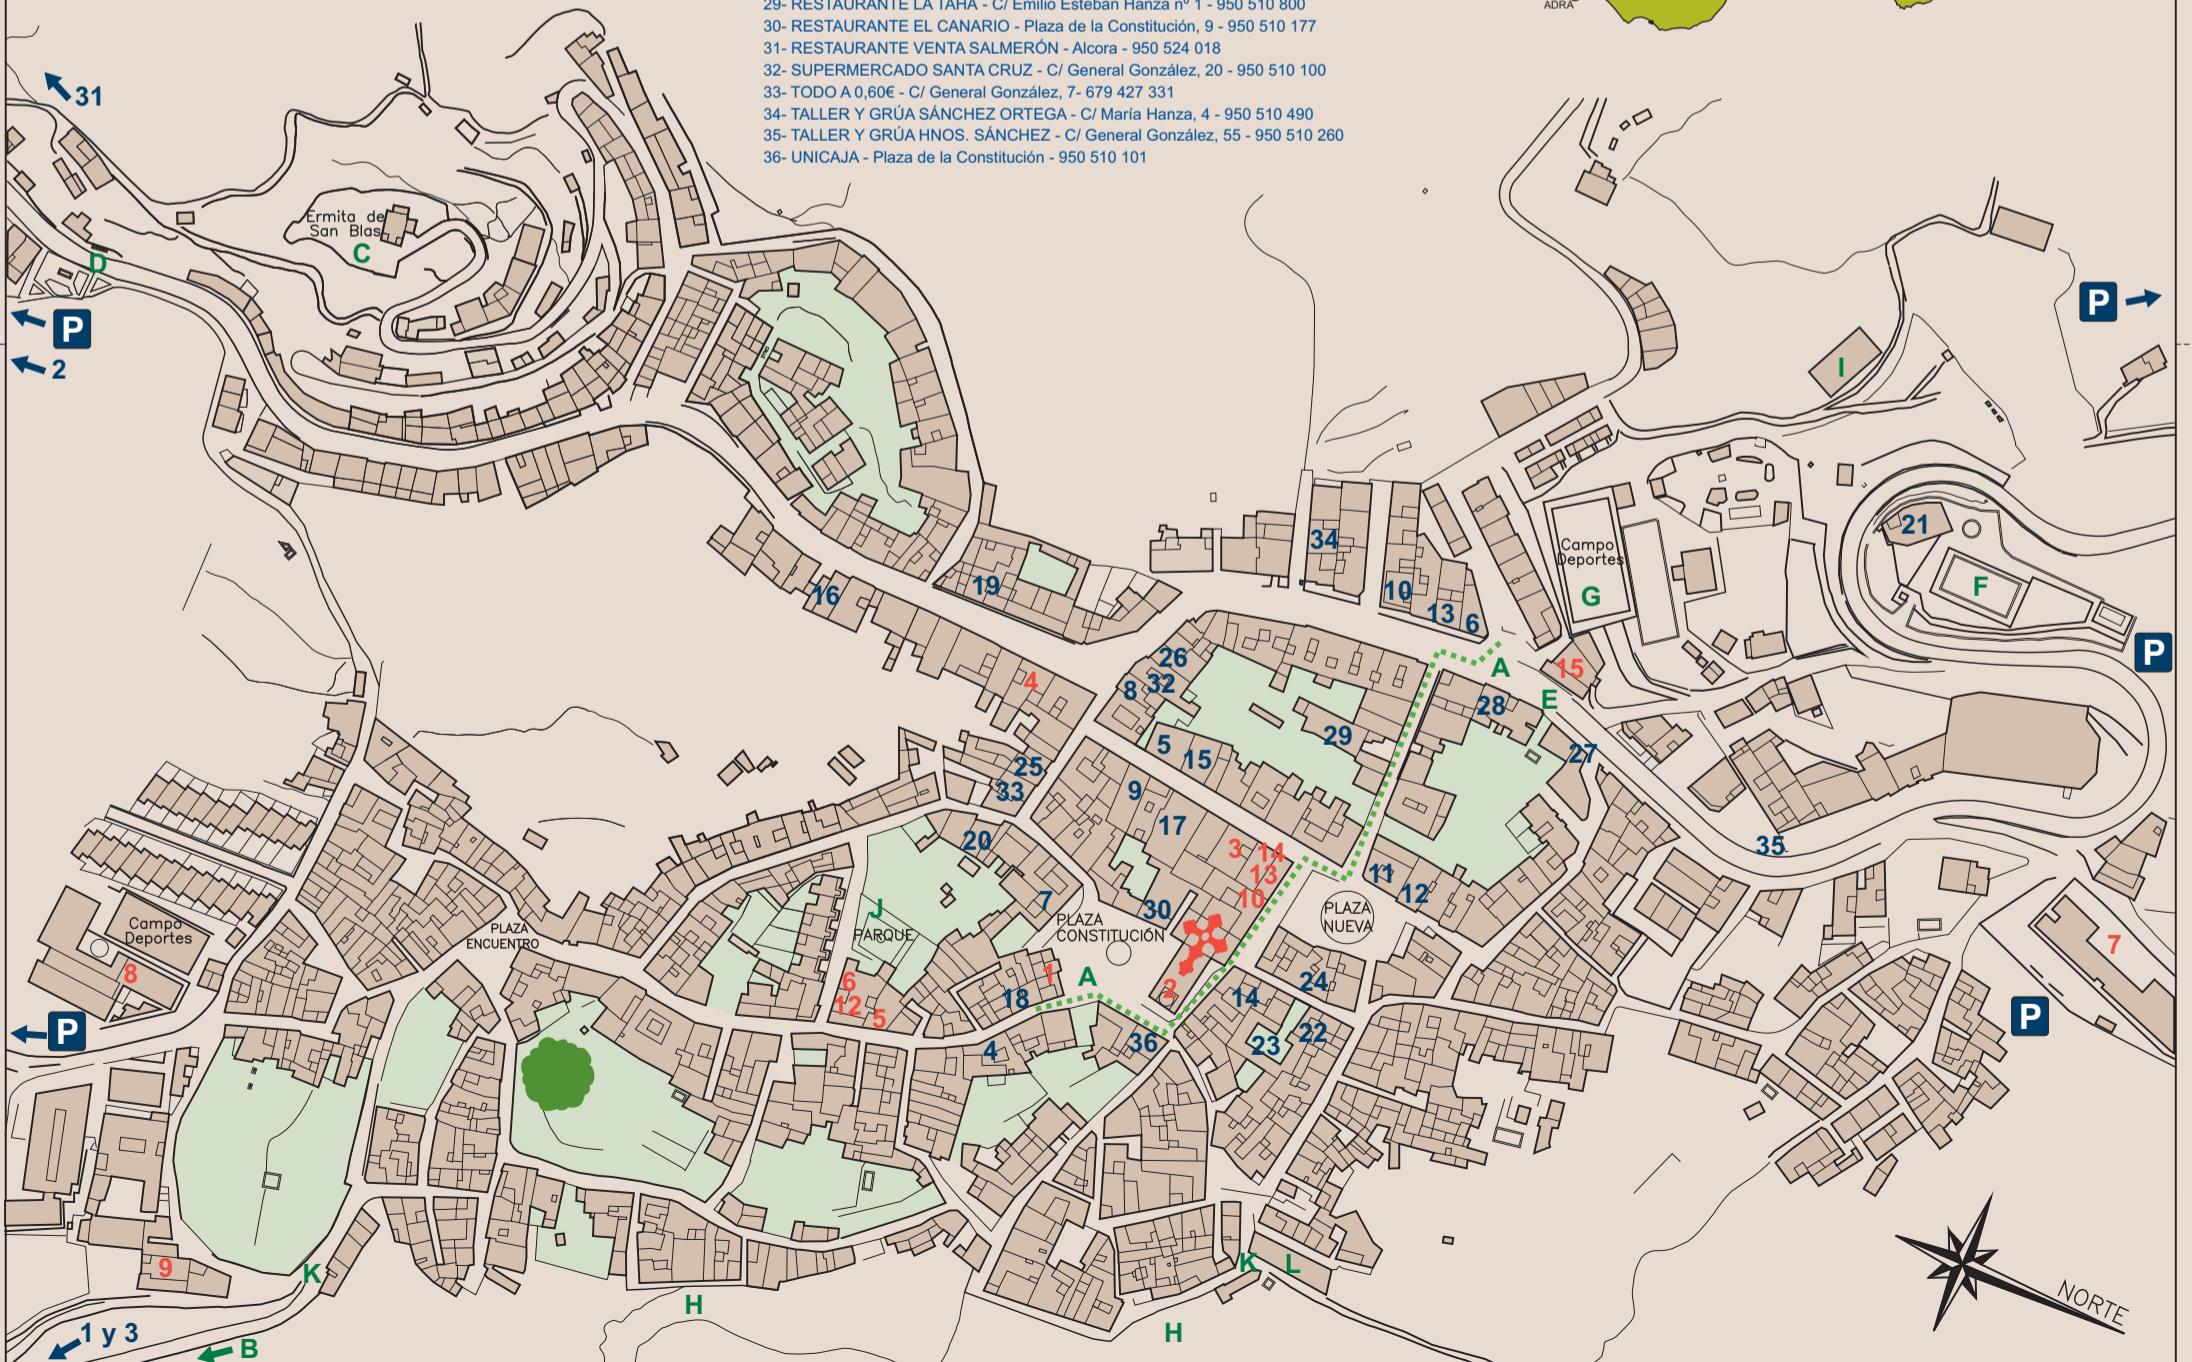 29- RESTAURANTE LA TAHA - C/ Emilio Esteban Hanza nº 1 - 950 510 800
ADRA
30- RESTAURANTE EL CANARIO - Plaza de la Constitución, 9 - 950 510 177
31- RESTAURANTE VENTA SALMERÓN - Alcora - 950 524 018
32- SUPERMERCADO SANTA CRUZ - C/ General González, 20 - 950 510 100
33- TODO A 0,60€ - C/ General González, 7- 679 427 331
34- TALLER Y GRÚA SÁNCHEZ ORTEGA - C/ María Hanza, 4 - 950 510 490
35- TALLER Y GRÚA HNOS. SÁNCHEZ - C/ General González, 55 - 950 510 260
36- UNICAJA - Plaza de la Constitución - 950 510 101
31
Ermita de
San Blas
C
D
P
P
2
I
21
34
Campo
Deportes
F
G
19
16
10
13
6
26
A
15
P
4
8
32
E
28
5
15
29
27
25
33
9
17
20
3
14
35
13
11
10
12
7
J
30
PLAZA
NUEVA
PLAZA
CONSTITUCIÓN
PARQUE
PLAZA
ENCUENTRO
Campo
Deportes
7
8
6
1
A
2
24
12
18
14
5
P
P
4
36
23
22
9
K
K
L
H
H
1 y 3
B
NORTE